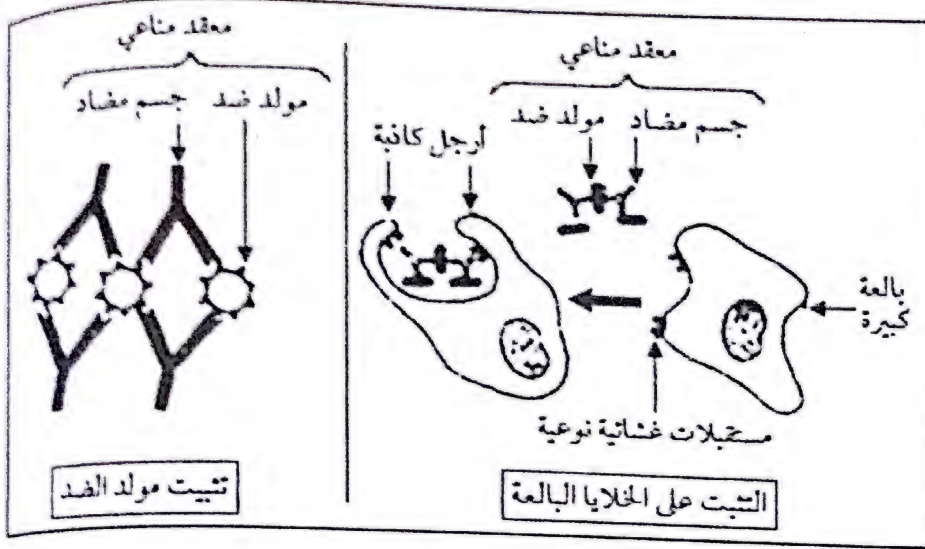 معقد مناعي
جسم مضاد
مولد ضد
أرجل كاذبة
بالعة
كبيرة
مستقبلات غشائية نوعية
التثبت على الخلايا البالعة
معقد مناعي
مولد ضد
جسم مضاد
تثبيت مولد الضد